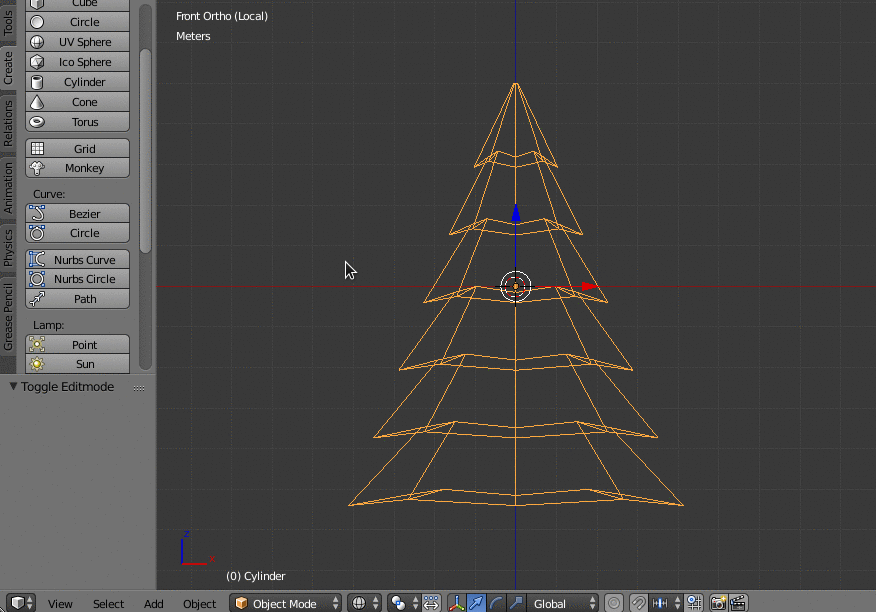 Front Ortho (Local)
Meters
Tools
Create
Relations
Animation
Physics
Grease Pencil
Cube
Circle
UV Sphere
Ico Sphere
Cylinder
Cone
Torus
Grid
Monkey
Curve:
Bezier
Circle
Nurbs Curve
Nurbs Circle
Path
Lamp:
Point
Sun
Toggle Editmode
z
(0) Cylinder
View Select Add Object Object Mode Global